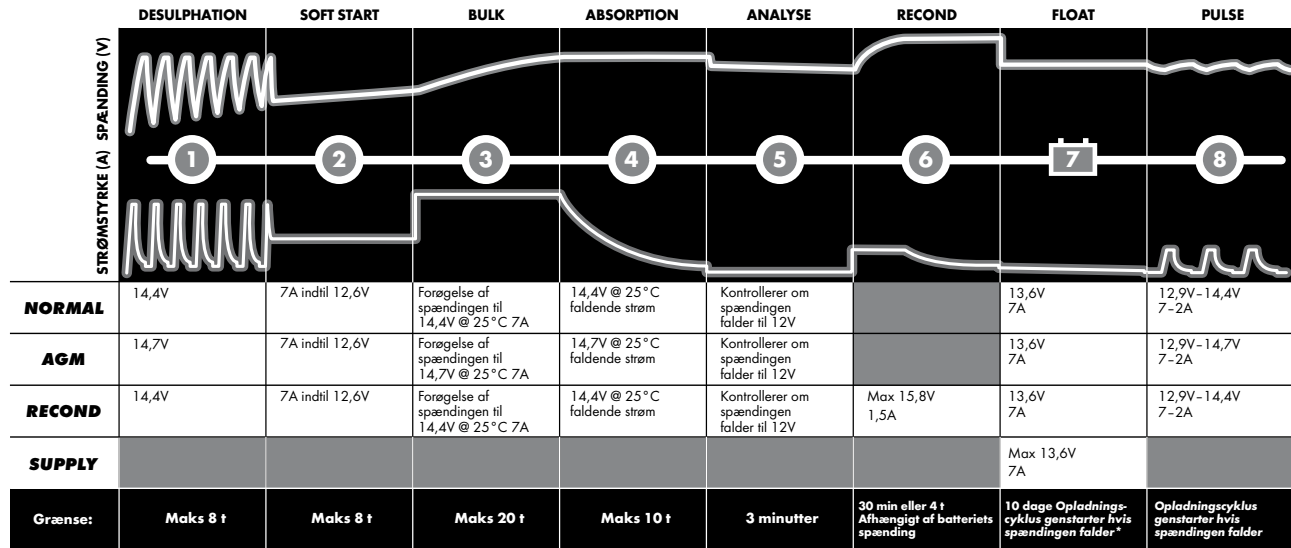 DESULPHATION SOFT START BULK ABSORPTION ANALYSE RECOND FLOAT PULSE
SPÆNDING (V)
STRØMSTYRKE (A)
1 2 3 4 5 6 7 8
NORMAL
14,4V
7A indtil 12,6V
Forøgelse af
spændingen til
14,4V @ 25°C 7A
14,4V @ 25°C
faldende strøm
Kontrollerer om
spændingen
falder til 12V
13,6V
7A
12,9V–14,4V
7–2A
AGM
14,7V
7A indtil 12,6V
Forøgelse af
spændingen til
14,7V @ 25°C 7A
14,7V @ 25°C
faldende strøm
Kontrollerer om
spændingen
falder til 12V
13,6V
7A
12,9V–14,7V
7–2A
RECOND
14,4V
7A indtil 12,6V
Forøgelse af
spændingen til
14,4V @ 25°C 7A
14,4V @ 25°C
faldende strøm
Kontrollerer om
spændingen
falder til 12V
Max 15,8V
1,5A
13,6V
7A
12,9V–14,4V
7–2A
SUPPLY
Max 13,6V
7A
Grænse:
Maks 8 t
Maks 8 t
Maks 20 t
Maks 10 t
3 minutter
30 min eller 4 t
Afhængigt af batteriets
spænding
10 dage Opladnings-
cyklus genstarter hvis
spændingen falder*
Opladningscyklus
genstarter hvis
spændingen falder